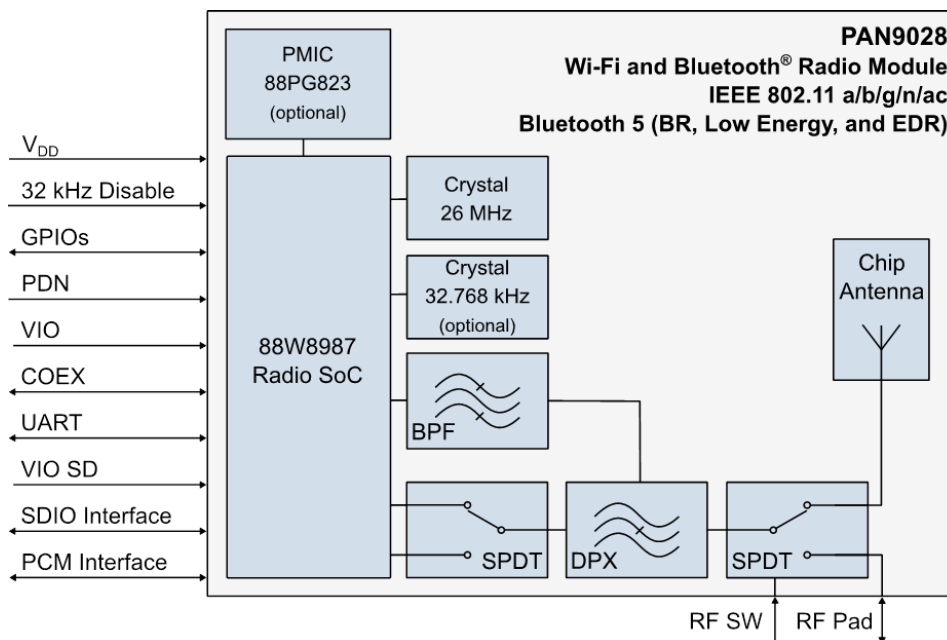 PAN9028
Wi-Fi and Bluetooth® Radio Module
IEEE 802.11 a/b/g/n/ac
Bluetooth 5 (BR, Low Energy, and EDR)
PMIC
88PG823
(optional)
VDD
32 kHz Disable
GPIOs
PDN
VIO
COEX
UART
VIO SD
SDIO Interface
PCM Interface
88W8987
Radio SoC
Crystal
26 MHz
Crystal
32.768 kHz
(optional)
BPF
SPDT
DPX
SPDT
Chip
Antenna
RF SW
RF Pad